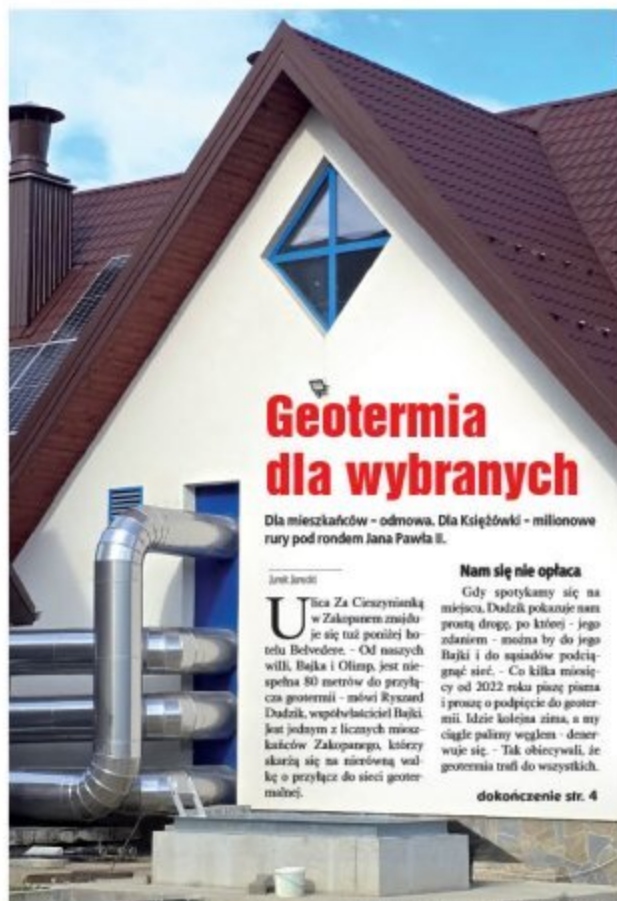 Geotermia
dla wybranych
Dla mieszkańców – odmowa. Dla Księżówki – milionowe
rury pod rondem Jana Pawła II.
Jurek Jurecki
Ulica Za Cieszynianką
w Zakopanem znajdu-
je się tuż poniżej ho-
telu Belvedere. – Od naszych
willi, Bajka i Olimp, jest nie-
spełna 80 metrów do przyłą-
cza geotermii – mówi Ryszard
Dudzik, współwłaściciel Bajki.
Jest jednym z licznych miesz-
kańców Zakopanego, którzy
skarżą się na nierówną wal-
kę o przyłącz do sieci geoter-
malnej.
Nam się nie opłaca
Gdy spotykamy się na
miejscu, Dudzik pokazuje nam
prostą drogę, po której – jego
zdaniem – można by do jego
Bajki i do sąsiadów podcią-
gnąć sieć. – Co kilka miesię-
cy od 2022 roku piszę pisma
i proszę o podpięcie do geoter-
mii. Idzie kolejna zima, a my
ciągle palimy węglem – dener-
wuje się. – Tak obiecywali, że
geotermia trafi do wszystkich.
dokończenie str. 4